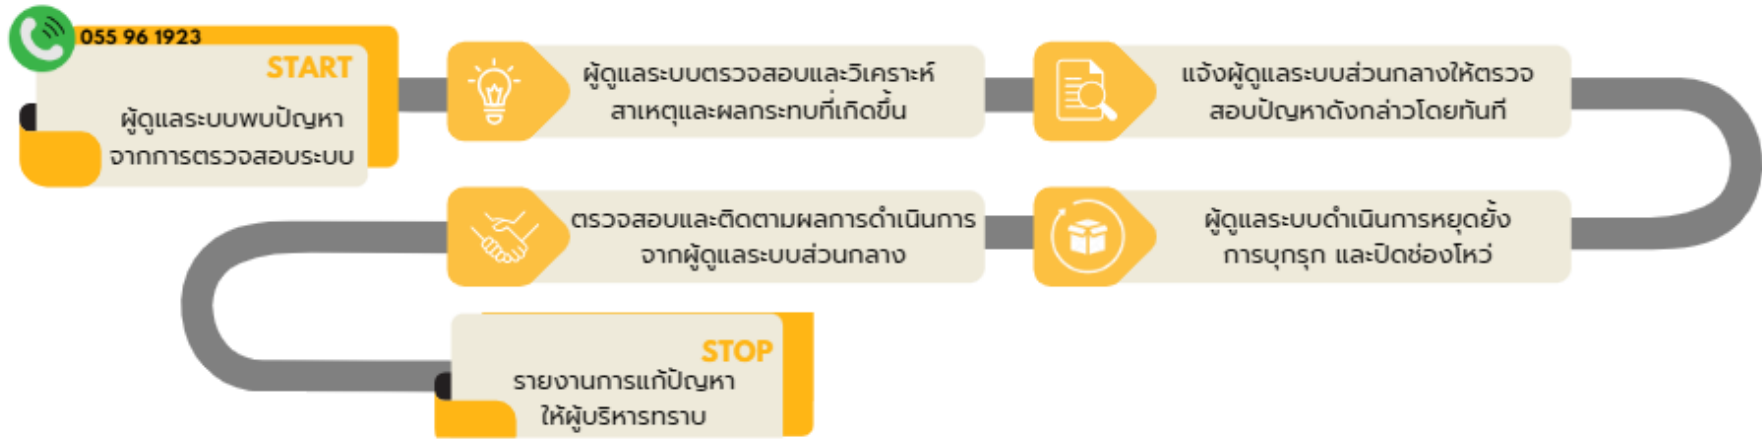 055 96 1923
START
ผู้ดูแลระบบพบปัญหา
จากการตรวจสอบระบบ
ผู้ดูแลระบบตรวจสอบและวิเคราะห์
สาเหตุและผลกระทบที่เกิดขึ้น
แจ้งผู้ดูแลระบบส่วนกลางให้ตรวจ
สอบปัญหาดังกล่าวโดยทันที
ผู้ดูแลระบบดำเนินการหยุดยั้ง
การบุกรุก และปิดช่องโหว่
ตรวจสอบและติดตามผลการดำเนินการ
จากผู้ดูแลระบบส่วนกลาง
STOP
รายงานการแก้ปัญหา
ให้ผู้บริหารทราบ